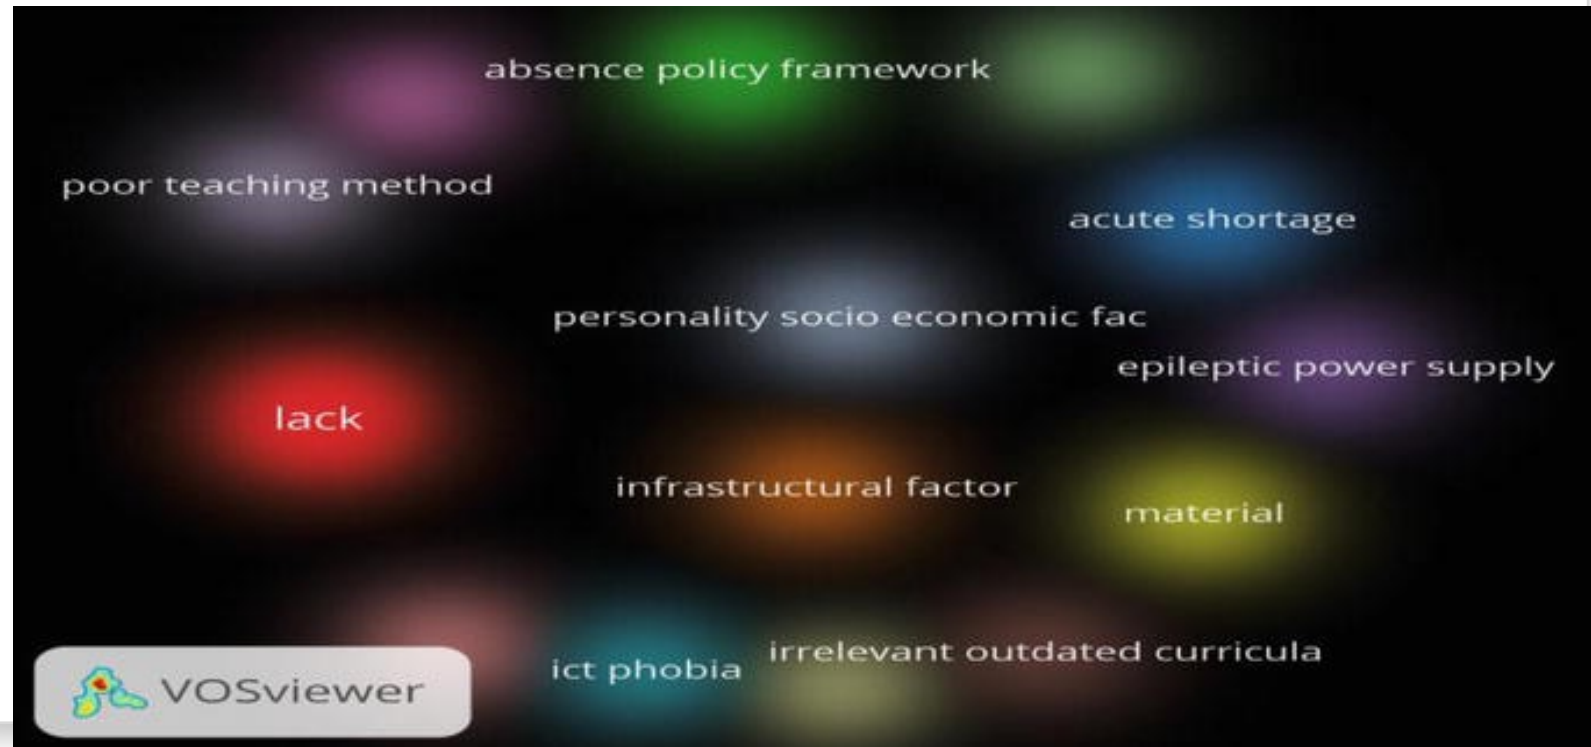 absence policy framework
poor teaching method
acute shortage
personality socio economic fac
epileptic power supply
lack
infrastructural factor
material
irrelevant outdated curricula
ict phobia
VOSviewer